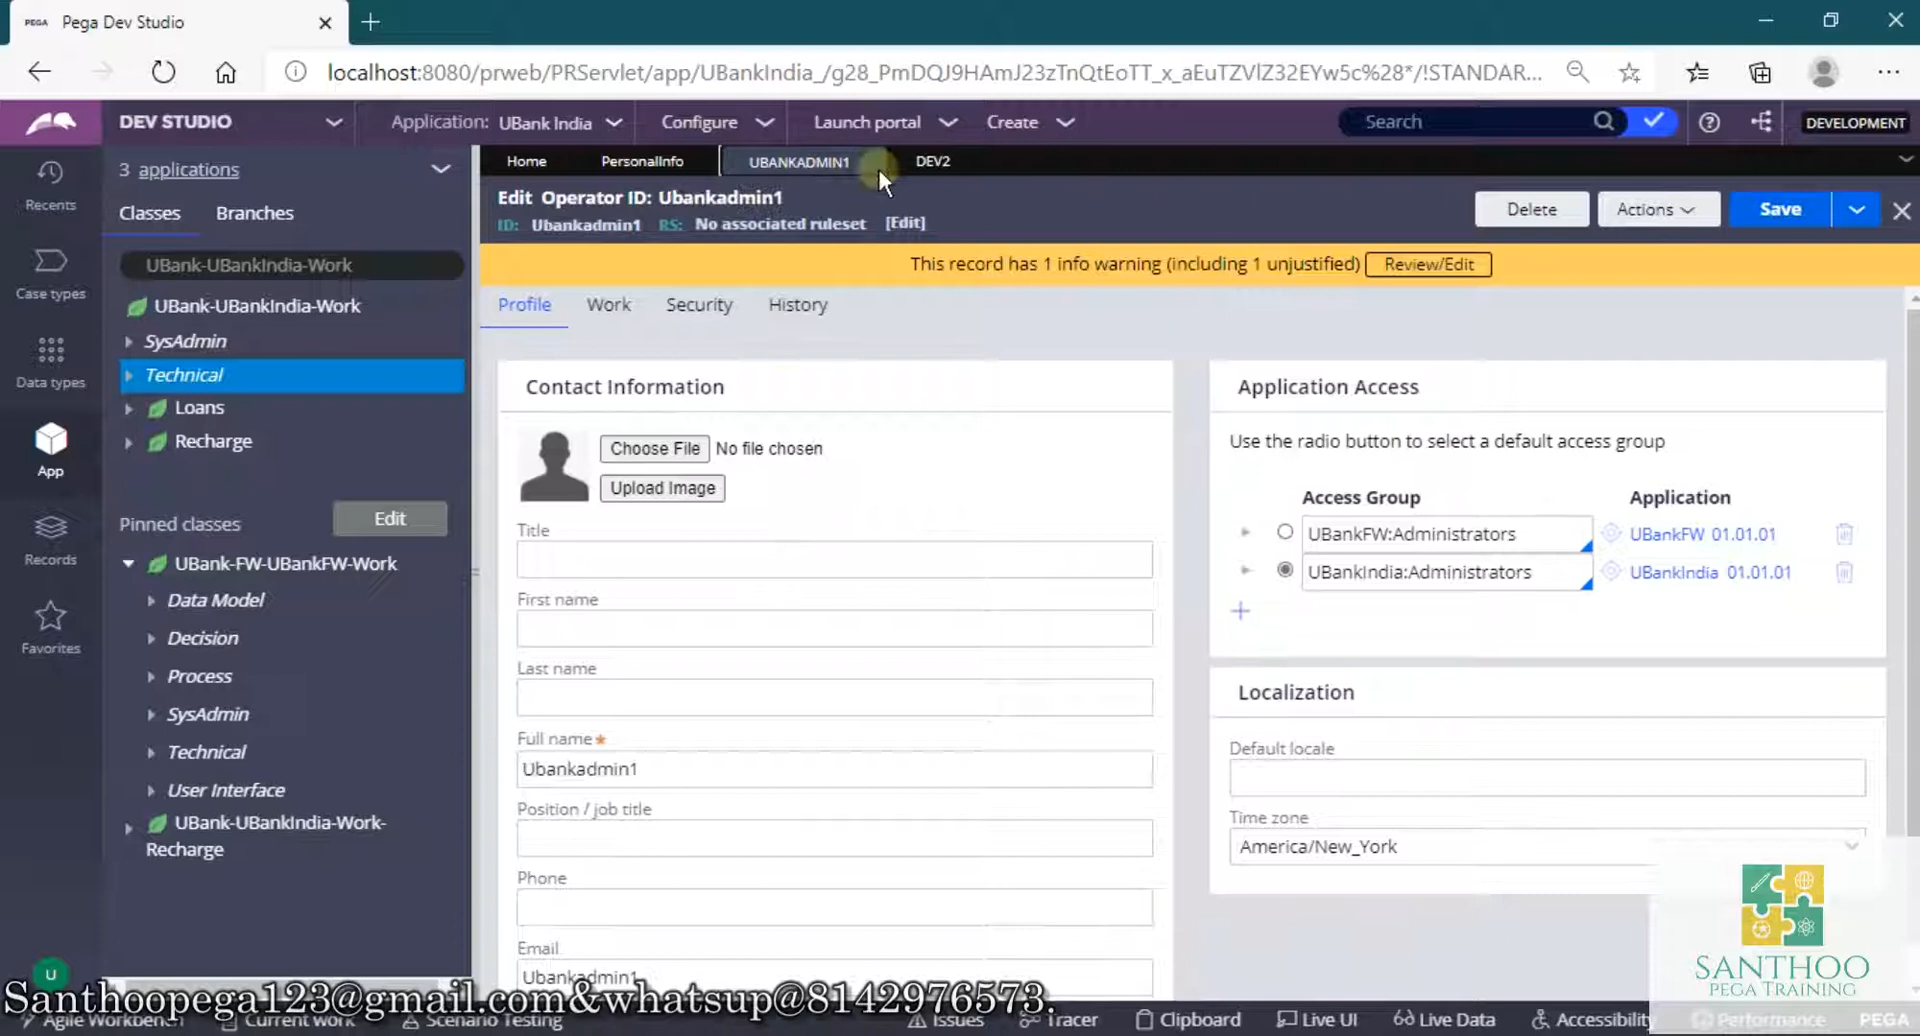 PEGA Pega Dev Studio
localhost:8080/prweb/PRServlet/app/UBankIndia_/g28_PmDQJ9HAmJ23zTnQtEoTT_x_aEuTZVlZ32EYw5c%28*/!STANDAR...
DEV STUDIO Application: UBank India Configure Launch portal Create Search DEVELOPMENT
Recents
Case types
Data types
App
Records
Favorites
U
3 applications
Classes Branches
UBank-UBankIndia-Work
UBank-UBankIndia-Work
SysAdmin
Technical
Loans
Recharge
Pinned classes Edit
UBank-FW-UBankFW-Work
Data Model
Decision
Process
SysAdmin
Technical
User Interface
UBank-UBankIndia-Work-
Recharge
Home PersonalInfo UBANKADMIN1 DEV2
Edit Operator ID: Ubankadmin1
ID: Ubankadmin1 RS: No associated ruleset [Edit]
Delete Actions Save
This record has 1 info warning (including 1 unjustified) Review/Edit
Profile Work Security History
Contact Information
Choose File No file chosen
Upload Image
Title
First name
Last name
Full name*
Ubankadmin1
Position / job title
Phone
Email
Ubankadmin1
Application Access
Use the radio button to select a default access group
Access Group Application
UBankFW:Administrators UBankFW 01.01.01
UBankIndia:Administrators UBankIndia 01.01.01
Localization
Default locale
Time zone
America/New_York
SANTHOO
PEGA TRAINING
Santhoopega123@gmail.com&whatsup@8142976573.
Agile Workbench Current work Scenario Testing Issues Tracer Clipboard Live UI Live Data Accessibility Performance PEGA